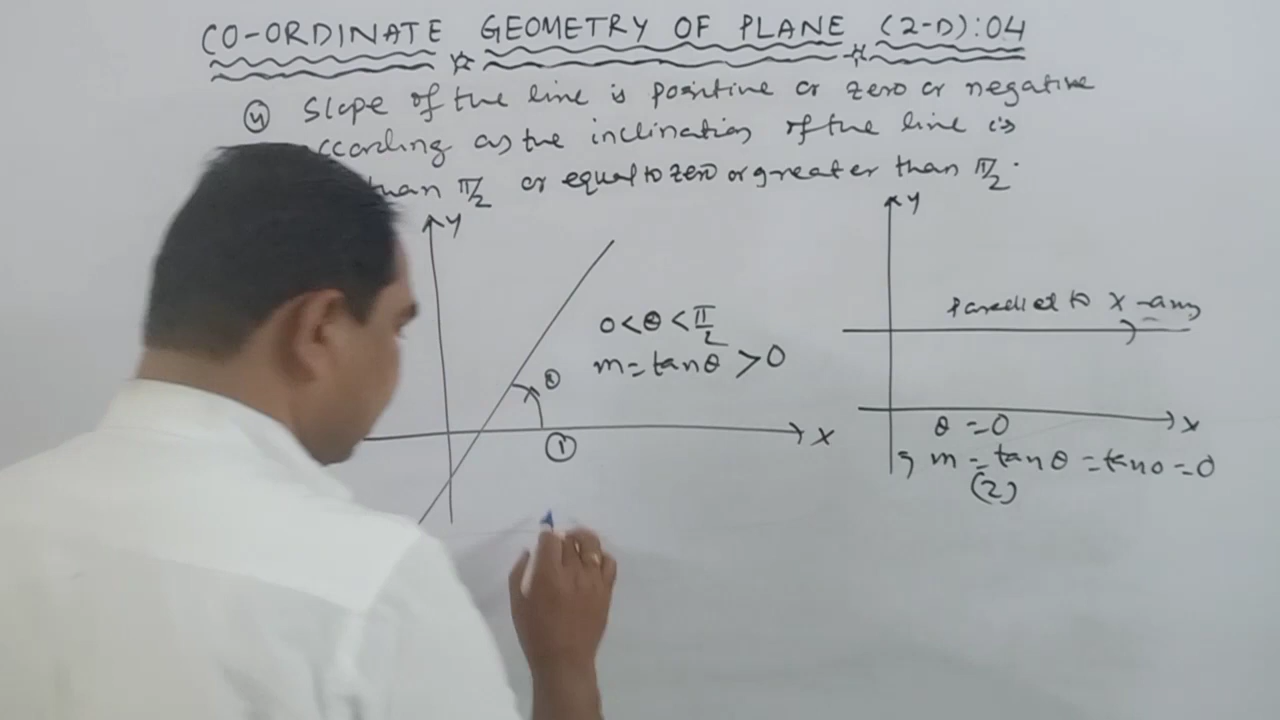 CO-ORDINATE GEOMETRY OF PLANE (2-D):04
(4) Slope of the line is positive or zero or negative
ccording as the inclination of the line is
than π/2 or equal to zero or greater than π/2.
Y
0<θ<π/2
m=tanθ >0
θ
X
(1)
Y
Parallel to X-axis
X
θ=0
, m=tanθ=tan0=0
(2)